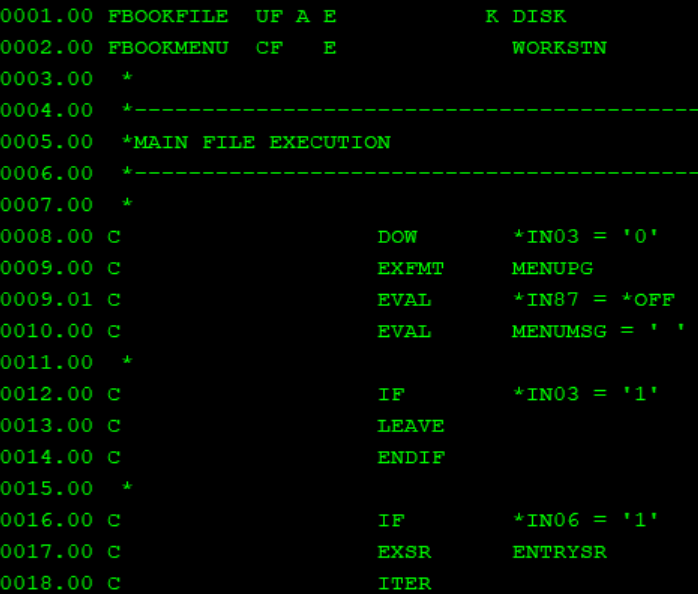 0001.00 FBOOKFILE  UF A E           K DISK
0002.00 FBOOKMENU  CF   E             WORKSTN
0003.00  *
0004.00  *------------------------------------------
0005.00  *MAIN FILE EXECUTION
0006.00  *------------------------------------------
0007.00  *
0008.00 C                   DOW       *IN03 = '0'
0009.00 C                   EXFMT     MENUPG
0009.01 C                   EVAL      *IN87 = *OFF
0010.00 C                   EVAL      MENUMSG = ' '
0011.00  *
0012.00 C                   IF        *IN03 = '1'
0013.00 C                   LEAVE
0014.00 C                   ENDIF
0015.00  *
0016.00 C                   IF        *IN06 = '1'
0017.00 C                   EXSR      ENTRYSR
0018.00 C                   ITER